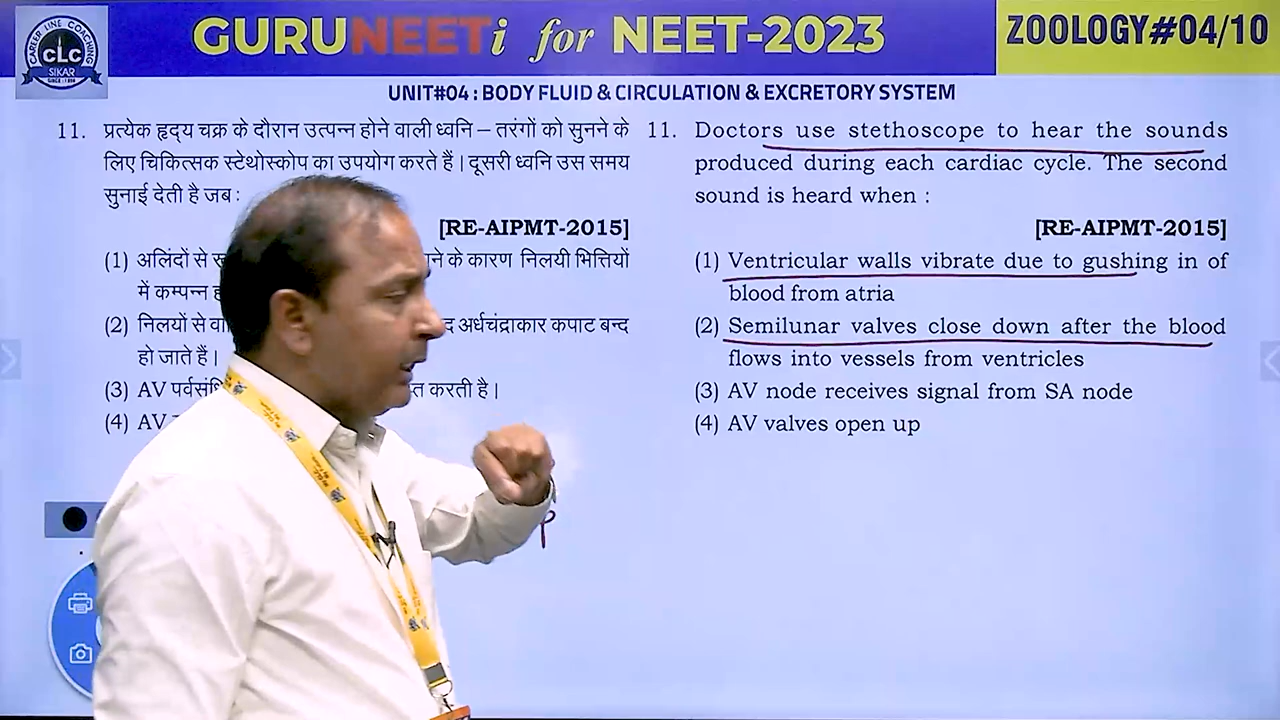 CAREER LINE COACHING
CLC
SIKAR
SINCE : 1996
GURUNEETi for NEET-2023
ZOOLOGY#04/10
UNIT#04 : BODY FLUID & CIRCULATION & EXCRETORY SYSTEM
11. प्रत्येक हृद्य चक्र के दौरान उत्पन्न होने वाली ध्वनि – तरंगों को सुनने के
लिए चिकित्सक स्टेथोस्कोप का उपयोग करते हैं। दूसरी ध्वनि उस समय
सुनाई देती है जब :
[RE-AIPMT-2015]
(1) अलिंदों से
ने के कारण निलयी भित्तियों
में कम्पन्न
(2) निलयों से
अर्धचंद्राकार कपाट बन्द
हो जाते हैं।
(3) AV
करती है।
(4) AV
11. Doctors use stethoscope to hear the sounds
produced during each cardiac cycle. The second
sound is heard when :
[RE-AIPMT-2015]
(1) Ventricular walls vibrate due to gushing in of
blood from atria
(2) Semilunar valves close down after the blood
flows into vessels from ventricles
(3) AV node receives signal from SA node
(4) AV valves open up